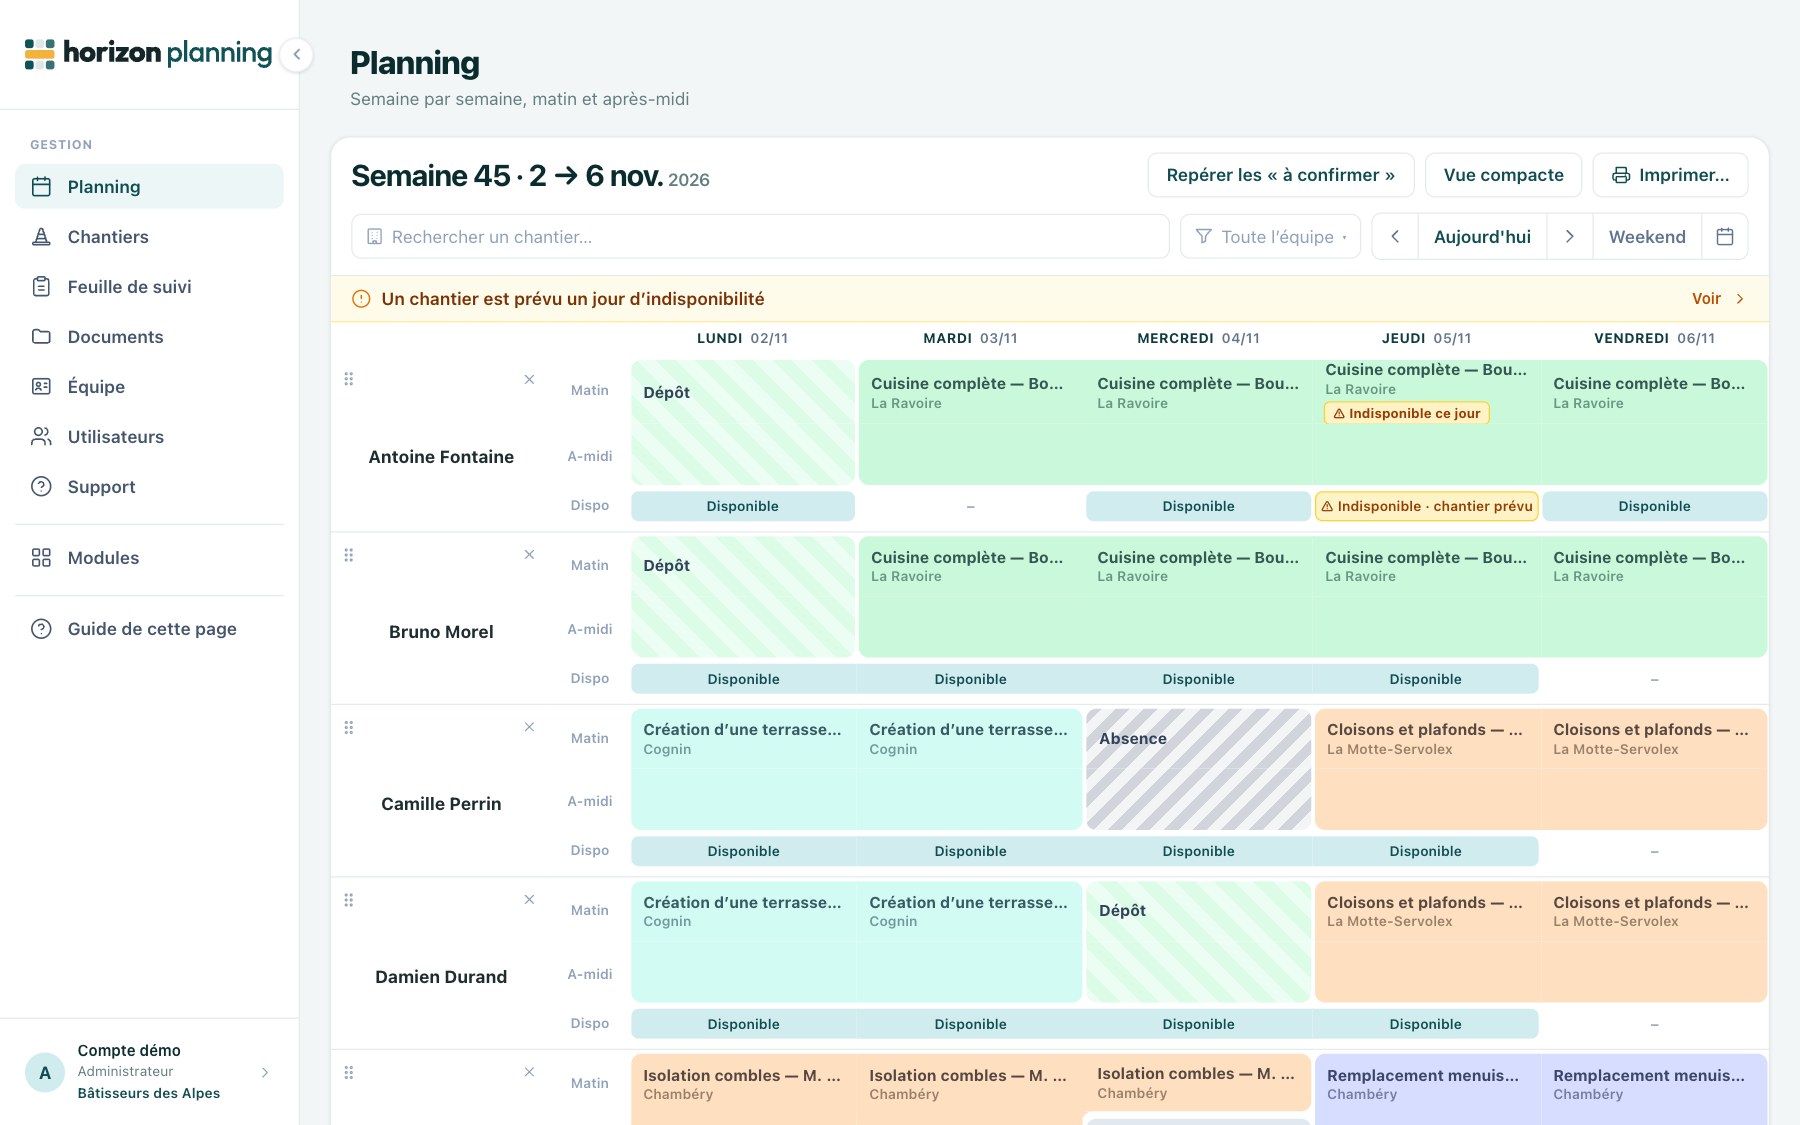 horizon planning
GESTION
Planning
Chantiers
Feuille de suivi
Documents
Équipe
Utilisateurs
Support
Modules
Guide de cette page
A
Compte démo
Administrateur
Bâtisseurs des Alpes
Planning
Semaine par semaine, matin et après-midi
Semaine 45 · 2 → 6 nov. 2026
Repérer les « à confirmer »
Vue compacte
Imprimer...
Rechercher un chantier...
Toute l’équipe ·
Aujourd'hui
Weekend
Un chantier est prévu un jour d’indisponibilité
Voir
LUNDI 02/11 MARDI 03/11 MERCREDI 04/11 JEUDI 05/11 VENDREDI 06/11
Antoine Fontaine
Matin
Dépôt
Cuisine complète — Bo...
La Ravoire
Cuisine complète — Bou...
La Ravoire
Cuisine complète — Bou...
La Ravoire
Indisponible ce jour
Cuisine complète — Bo...
La Ravoire
A-midi
Dispo
Disponible
–
Disponible
Indisponible · chantier prévu
Disponible
Bruno Morel
Matin
Dépôt
Cuisine complète — Bo...
La Ravoire
Cuisine complète — Bou...
La Ravoire
Cuisine complète — Bou...
La Ravoire
Cuisine complète — Bo...
La Ravoire
A-midi
Dispo
Disponible
Disponible
Disponible
Disponible
–
Camille Perrin
Matin
Création d’une terrasse...
Cognin
Création d’une terrasse...
Cognin
Absence
Cloisons et plafonds — ...
La Motte-Servolex
Cloisons et plafonds — ...
La Motte-Servolex
A-midi
Dispo
Disponible
Disponible
Disponible
Disponible
–
Damien Durand
Matin
Création d’une terrasse...
Cognin
Création d’une terrasse...
Cognin
Dépôt
Cloisons et plafonds — ...
La Motte-Servolex
Cloisons et plafonds — ...
La Motte-Servolex
A-midi
Dispo
Disponible
Disponible
Disponible
Disponible
–
Matin
Isolation combles — M. ...
Chambéry
Isolation combles — M. ...
Chambéry
Isolation combles — M. ...
Chambéry
Remplacement menuis...
Chambéry
Remplacement menuis...
Chambéry